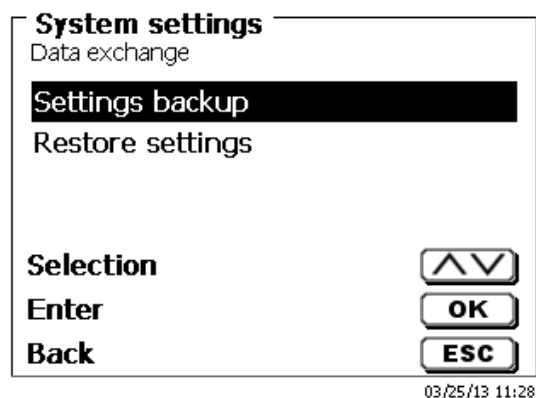 System settings
Data exchange
Settings backup
Restore settings
Selection
Enter OK
Back ESC
03/25/13 11:28